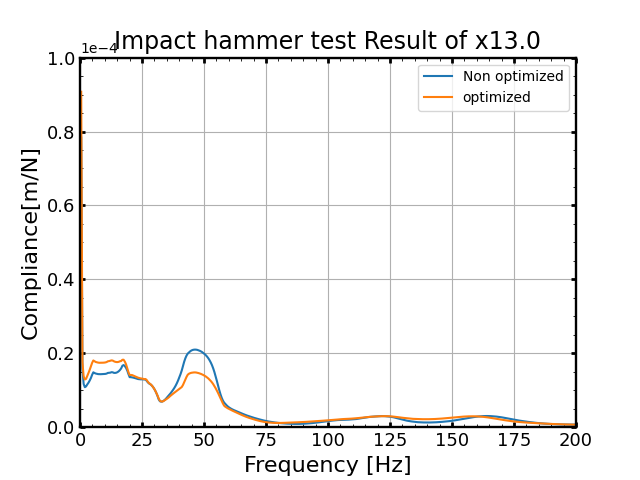 Impact hammer test Result of x13.0
1e−4
1.0
0.8
0.6
0.4
0.2
0.0
Compliance[m/N]
Non optimized
optimized
0 25 50 75 100 125 150 175 200
Frequency [Hz]